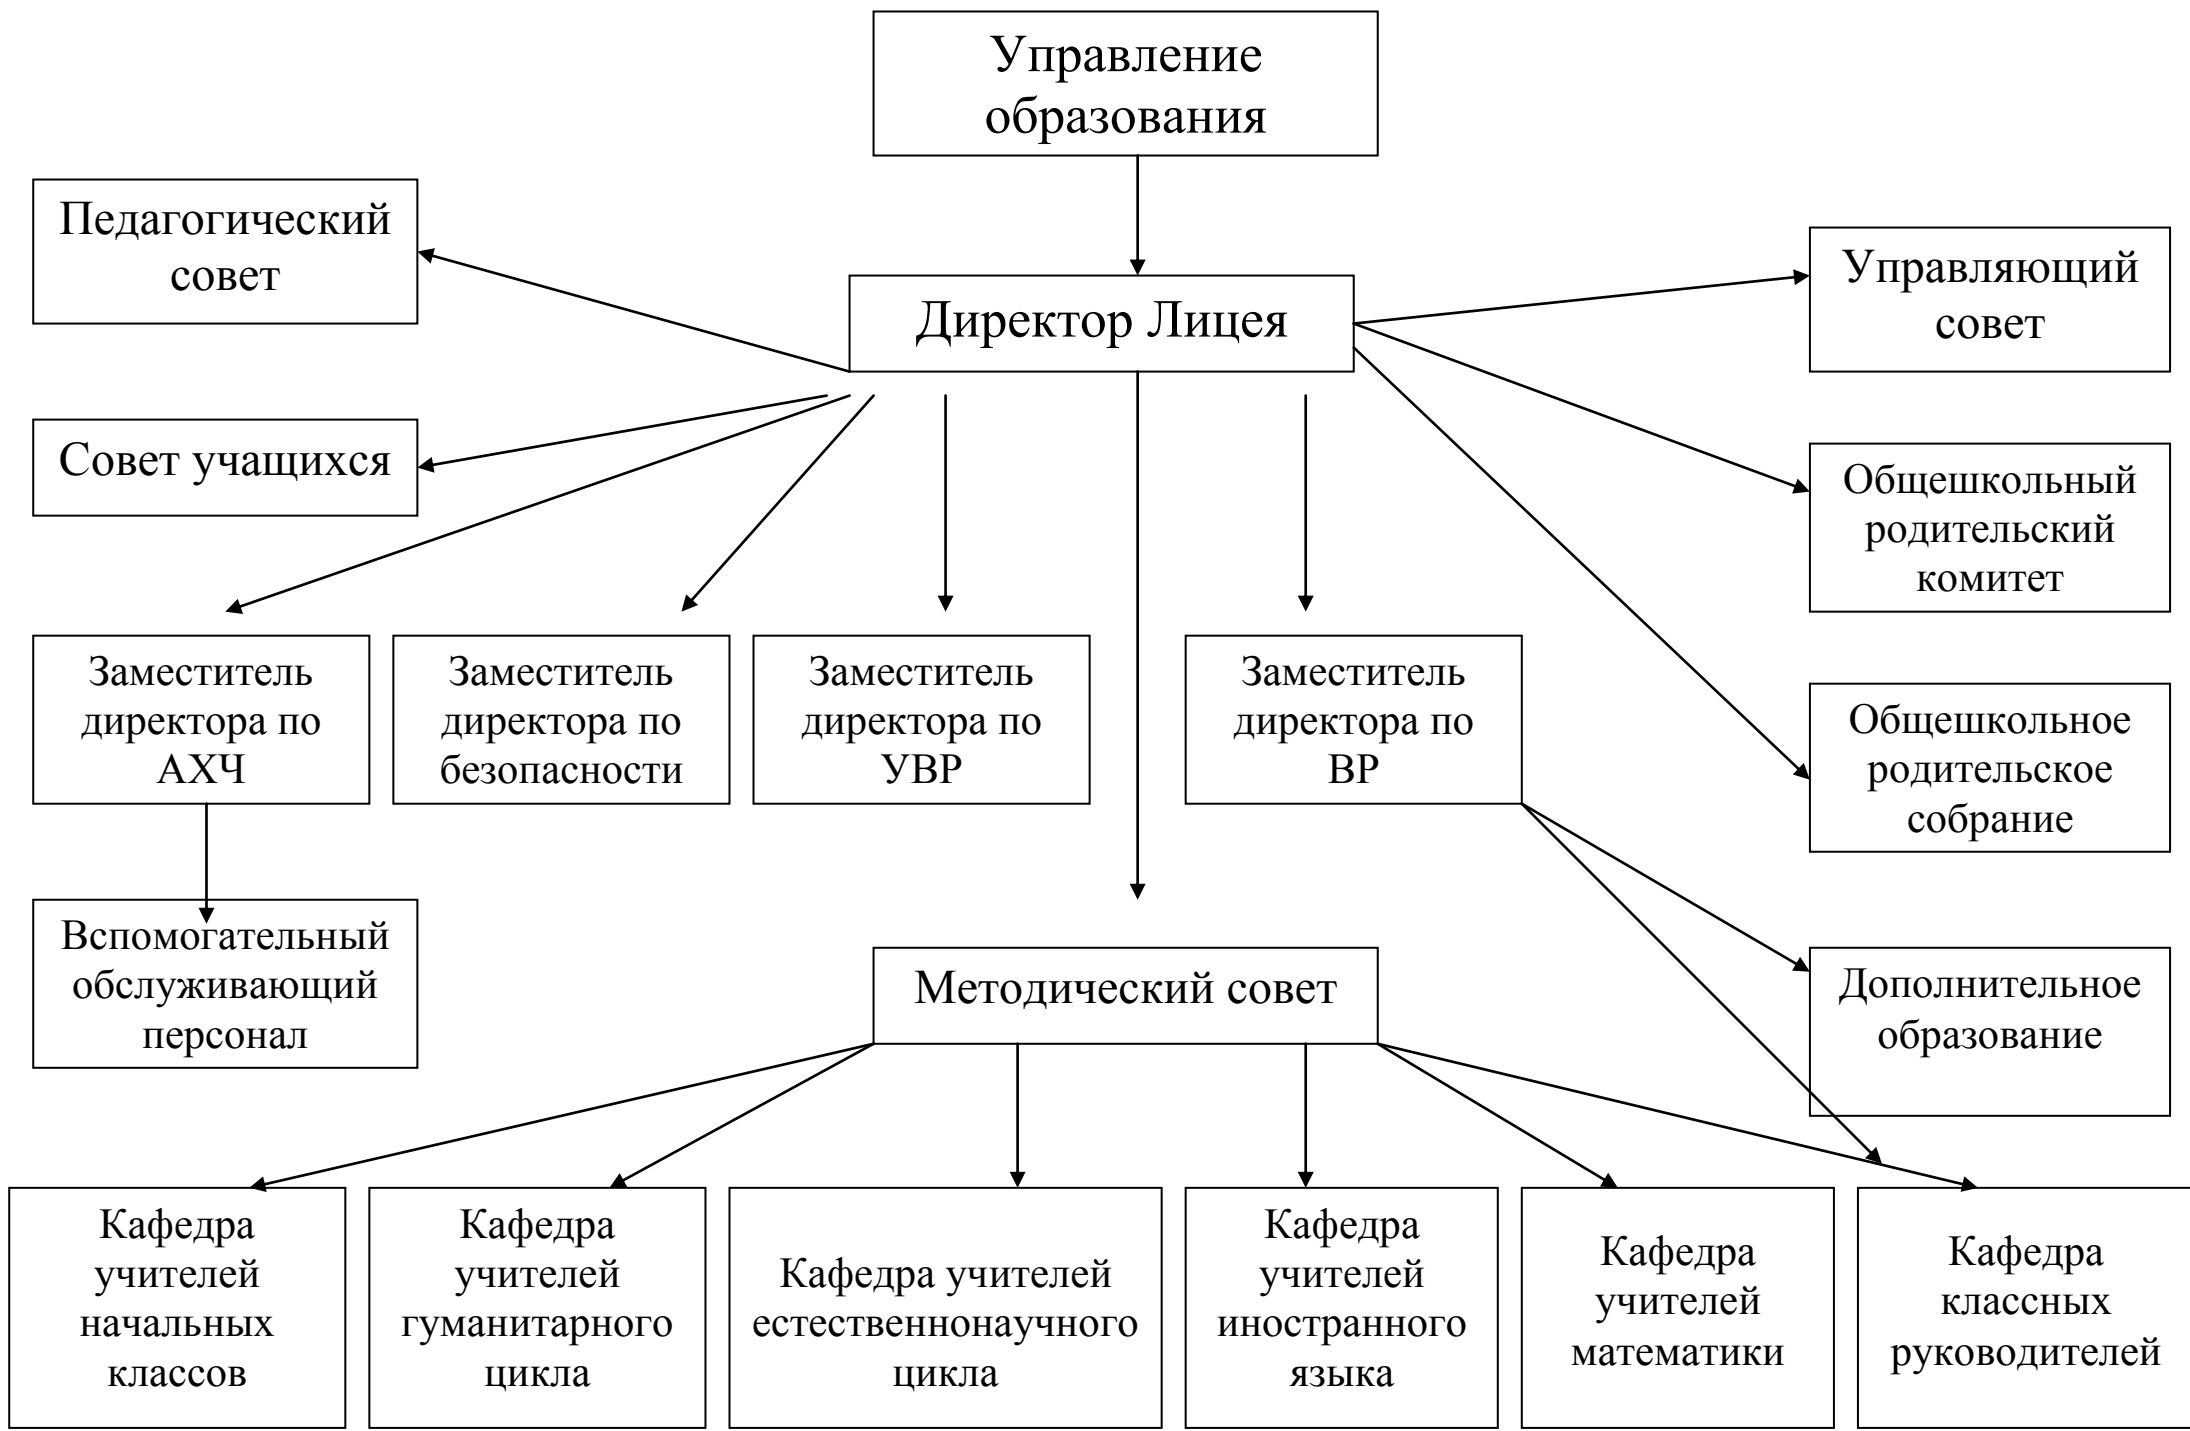 Управление
образования
Педагогический
совет
Директор Лицея
Управляющий
совет
Совет учащихся
Общешкольный
родительский
комитет
Заместитель
директора по
АХЧ
Заместитель
директора по
безопасности
Заместитель
директора по
УВР
Заместитель
директора по
ВР
Общешкольное
родительское
собрание
Вспомогательный
обслуживающий
персонал
Методический совет
Дополнительное
образование
Кафедра
учителей
начальных
классов
Кафедра
учителей
гуманитарного
цикла
Кафедра учителей
естественнонаучного
цикла
Кафедра
учителей
иностранного
языка
Кафедра
учителей
математики
Кафедра
классных
руководителей